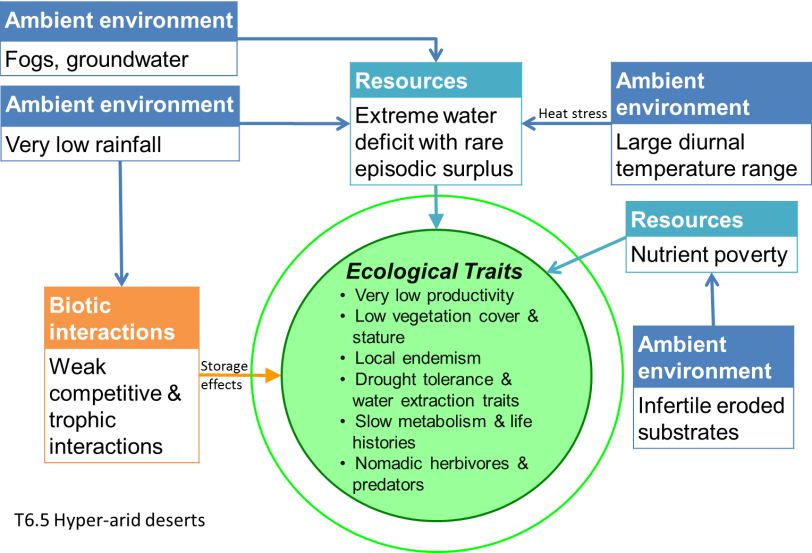 Ambient environment
Fogs, groundwater
Ambient environment
Very low rainfall
Resources
Extreme water
deficit with rare
episodic surplus
Heat stress
Ambient
environment
Large diurnal
temperature range
Resources
Nutrient poverty
Ambient
environment
Infertile eroded
substrates
Biotic
interactions
Weak
competitive &
trophic
interactions
Storage
effects
Ecological Traits
• Very low productivity
• Low vegetation cover &
stature
• Local endemism
• Drought tolerance &
water extraction traits
• Slow metabolism & life
histories
• Nomadic herbivores &
predators
T6.5 Hyper-arid deserts